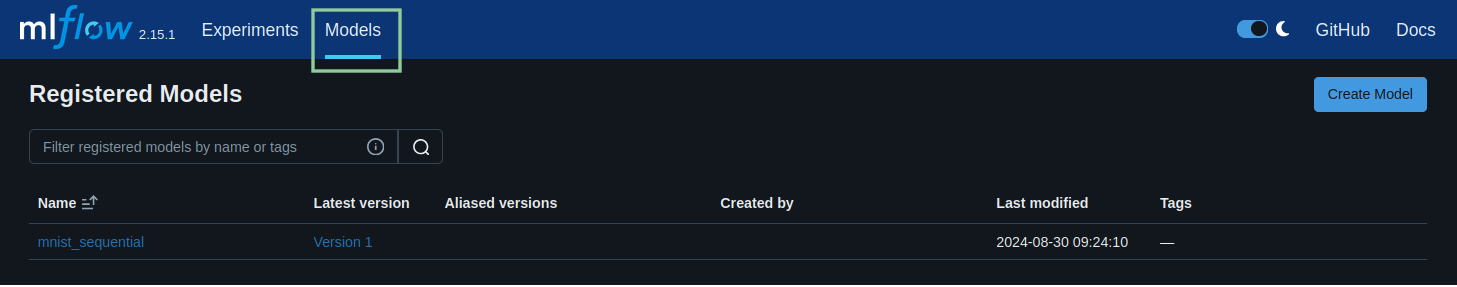 mlflow 2.15.1 Experiments Models GitHub Docs
Registered Models Create Model
Filter registered models by name or tags
Name Latest version Aliased versions Created by Last modified Tags
mnist_sequential Version 1 2024-08-30 09:24:10 —